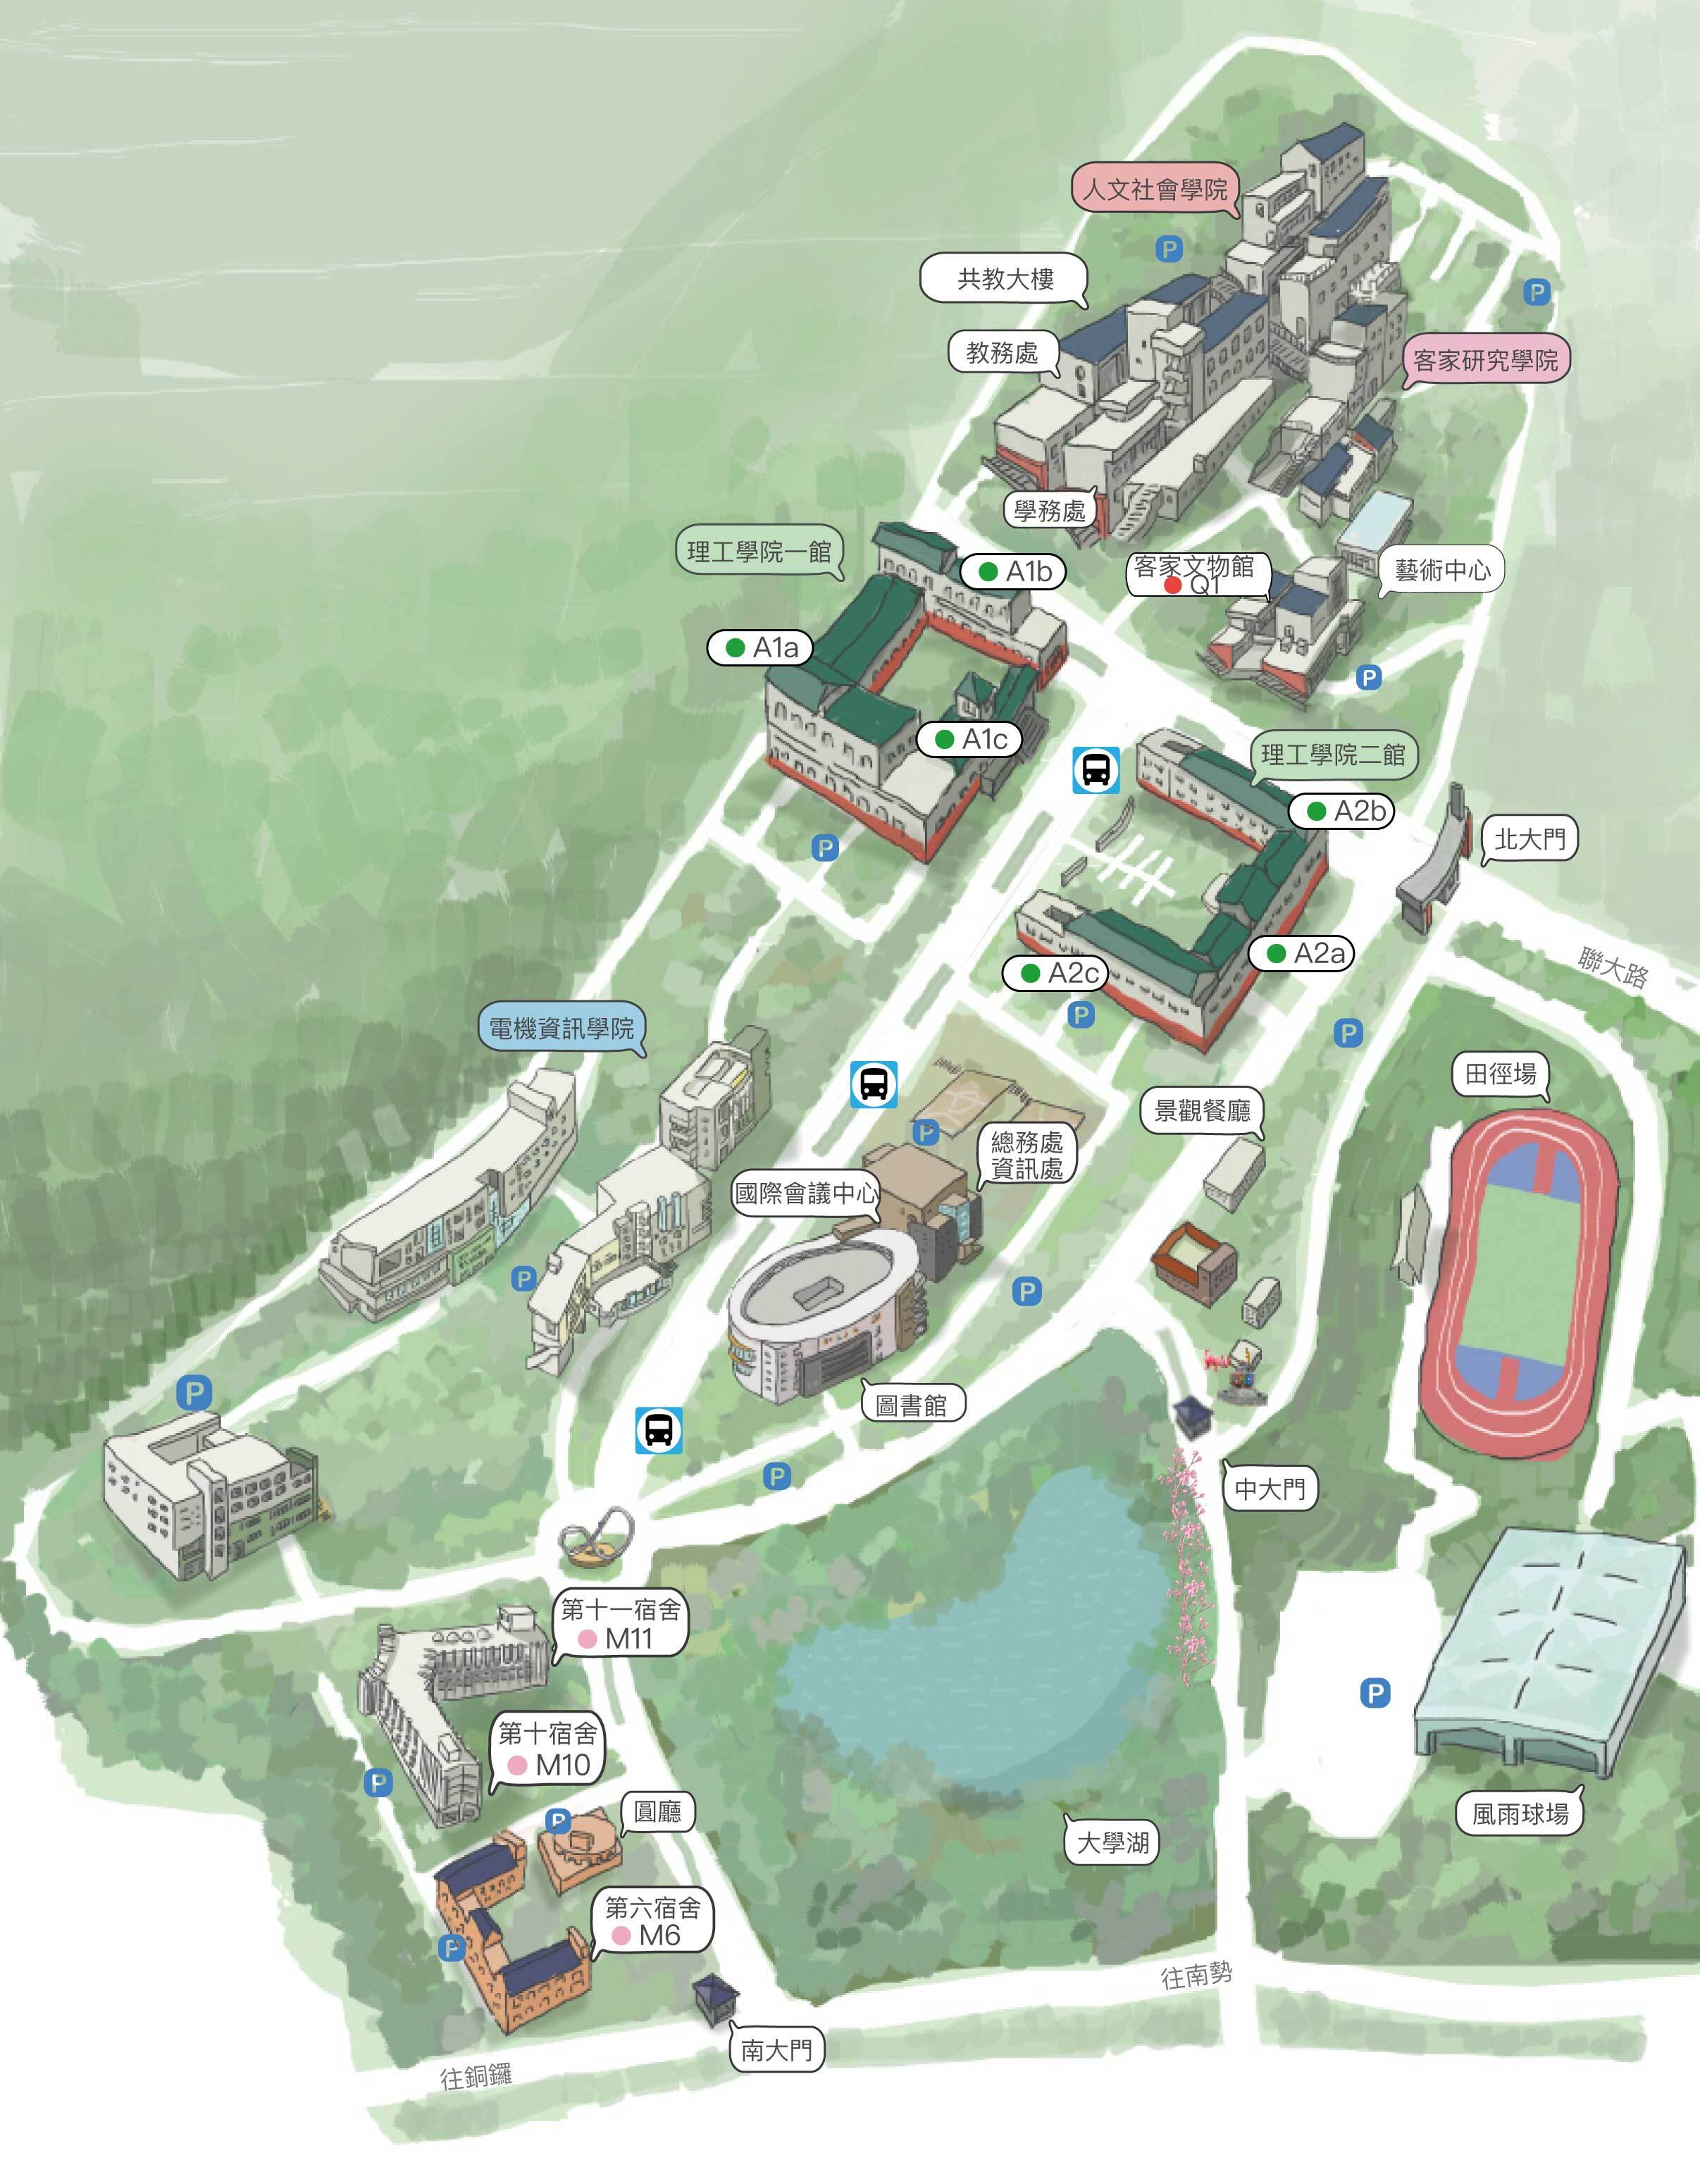 人文社會學院
P
共教大樓
P
教務處
客家研究學院
學務處
理工學院一館
A1b
客家文物館
Q1
藝術中心
A1a
P
A1c
理工學院二館
A2b
北大門
P
A2a
聯大路
A2c
P
電機資訊學院
P
田徑場
景觀餐廳
P
總務處
資訊處
國際會議中心
P
P
P
圖書館
P
中大門
第十一宿舍
M11
P
第十宿舍
M10
P
圓廳
P
風雨球場
大學湖
第六宿舍
M6
P
往南勢
南大門
往銅鑼